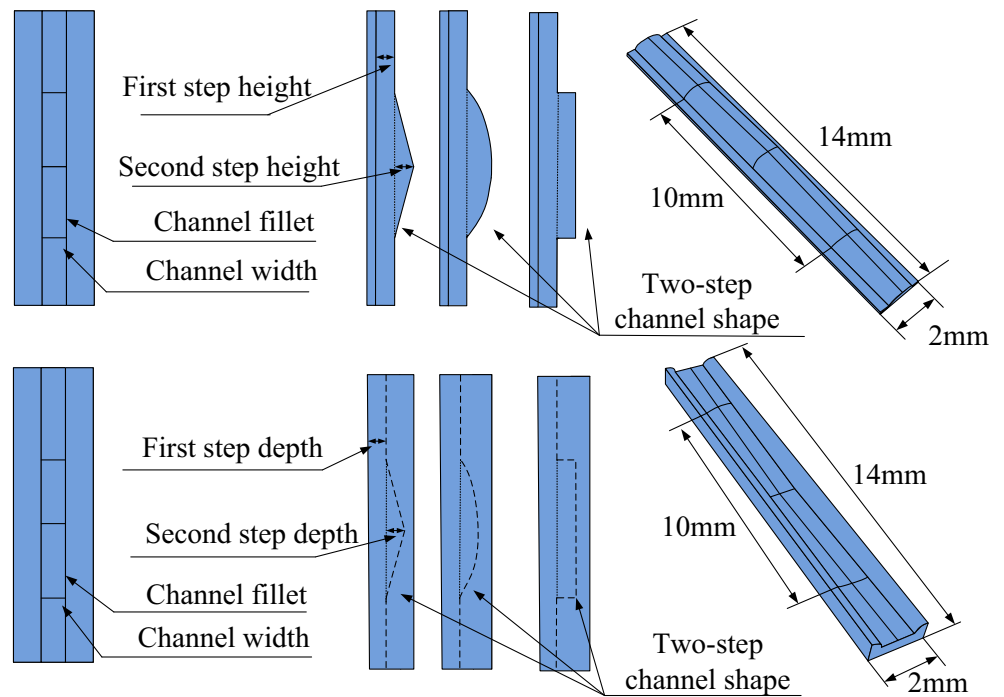 First step height
Second step height
Channel fillet
Channel width
Two-step
channel shape
14mm
10mm
2mm
First step depth
Second step depth
Channel fillet
Channel width
Two-step
channel shape
14mm
10mm
2mm